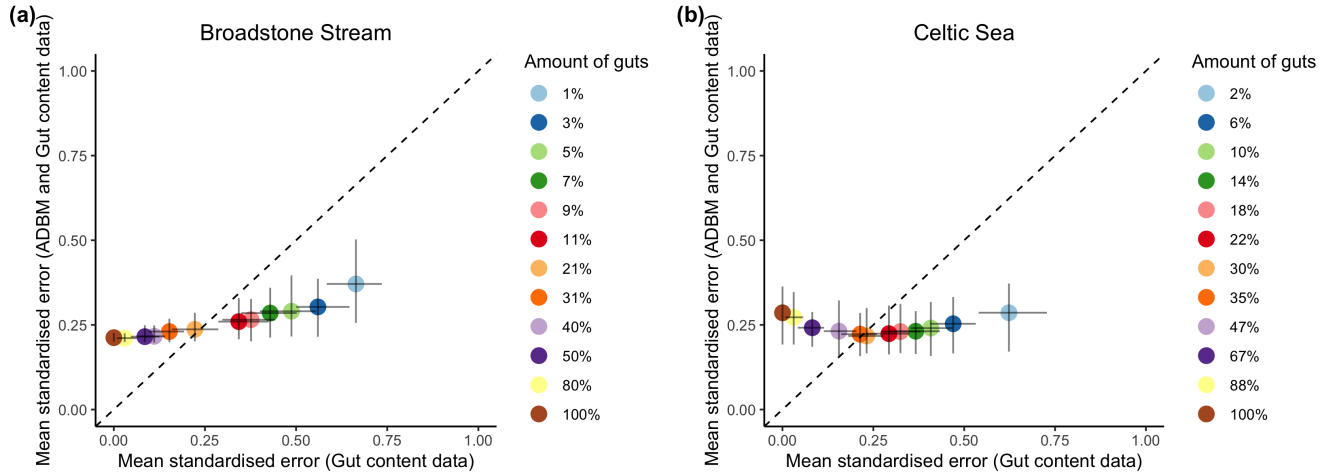 (a)
Broadstone Stream
Mean standardised error (ADBM and Gut content data)
1.00
0.75
0.50
0.25
0.00
0.00 0.25 0.50 0.75 1.00
Mean standardised error (Gut content data)
Amount of guts
1%
3%
5%
7%
9%
11%
21%
31%
40%
50%
80%
100%
(b)
Celtic Sea
Mean standardised error (ADBM and Gut content data)
1.00
0.75
0.50
0.25
0.00
0.00 0.25 0.50 0.75 1.00
Mean standardised error (Gut content data)
Amount of guts
2%
6%
10%
14%
18%
22%
30%
35%
47%
67%
88%
100%